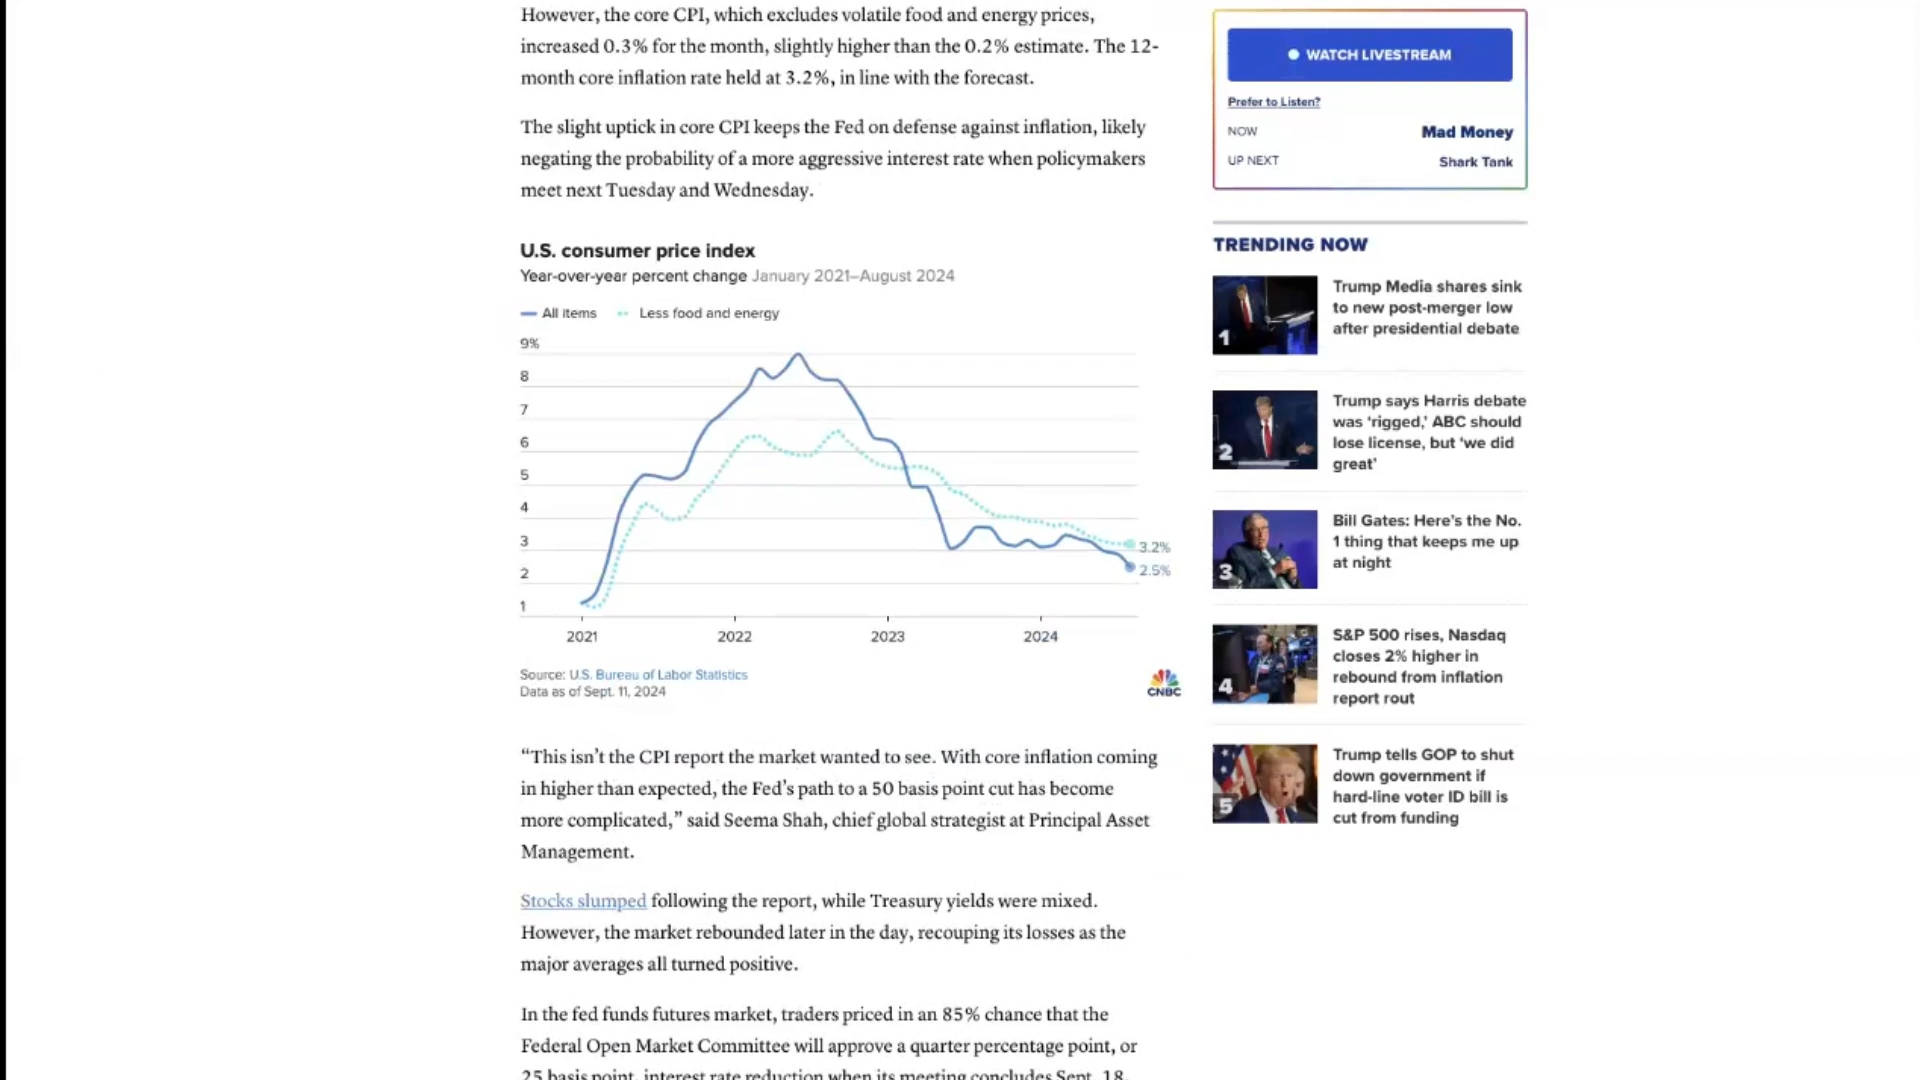 However, the core CPI, which excludes volatile food and energy prices,
increased 0.3% for the month, slightly higher than the 0.2% estimate. The 12-
month core inflation rate held at 3.2%, in line with the forecast.
The slight uptick in core CPI keeps the Fed on defense against inflation, likely
negating the probability of a more aggressive interest rate when policymakers
meet next Tuesday and Wednesday.
U.S. consumer price index
Year-over-year percent change January 2021–August 2024
All items Less food and energy
9%
8
7
6
5
4
3
2
1
3.2%
2.5%
2021 2022 2023 2024
Source: U.S. Bureau of Labor Statistics
Data as of Sept. 11, 2024
CNBC
“This isn’t the CPI report the market wanted to see. With core inflation coming
in higher than expected, the Fed’s path to a 50 basis point cut has become
more complicated,” said Seema Shah, chief global strategist at Principal Asset
Management.
Stocks slumped following the report, while Treasury yields were mixed.
However, the market rebounded later in the day, recouping its losses as the
major averages all turned positive.
In the fed funds futures market, traders priced in an 85% chance that the
Federal Open Market Committee will approve a quarter percentage point, or
25 basis point, interest rate reduction when its meeting concludes Sept. 18.
WATCH LIVESTREAM
Prefer to Listen?
NOW Mad Money
UP NEXT Shark Tank
TRENDING NOW
1
Trump Media shares sink
to new post-merger low
after presidential debate
2
Trump says Harris debate
was ‘rigged,’ ABC should
lose license, but ‘we did
great’
3
Bill Gates: Here’s the No.
1 thing that keeps me up
at night
4
S&P 500 rises, Nasdaq
closes 2% higher in
rebound from inflation
report rout
5
Trump tells GOP to shut
down government if
hard-line voter ID bill is
cut from funding